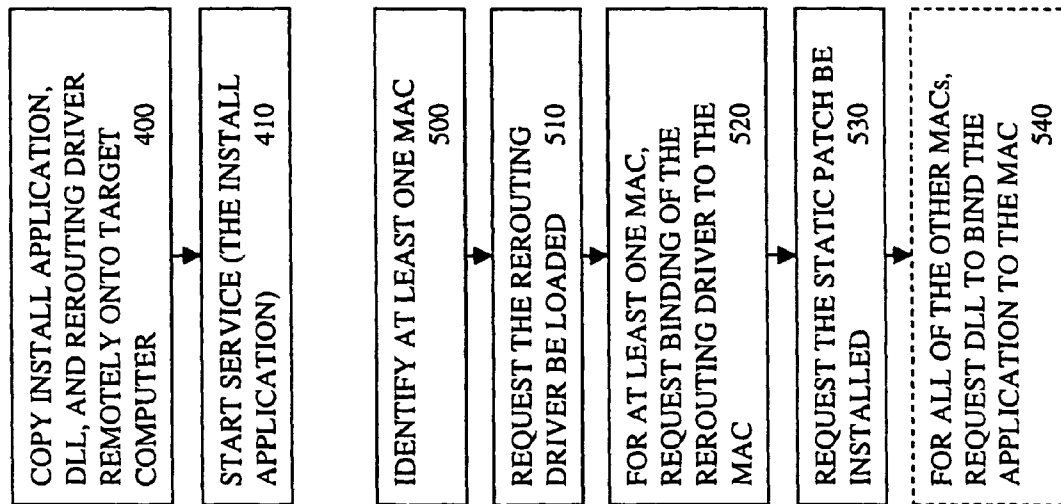 COPY INSTALL APPLICATION,
DLL, AND REROUTING DRIVER
REMOTELY ONTO TARGET
COMPUTER 400
START SERVICE (THE INSTALL
APPLICATION) 410
IDENTIFY AT LEAST ONE MAC
500
REQUEST THE REROUTING
DRIVER BE LOADED 510
FOR AT LEAST ONE MAC,
REQUEST BINDING OF THE
REROUTING DRIVER TO THE
MAC 520
REQUEST THE STATIC PATCH BE
INSTALLED 530
FOR ALL OF THE OTHER MACs,
REQUEST DLL TO BIND THE
APPLICATION TO THE MAC
540